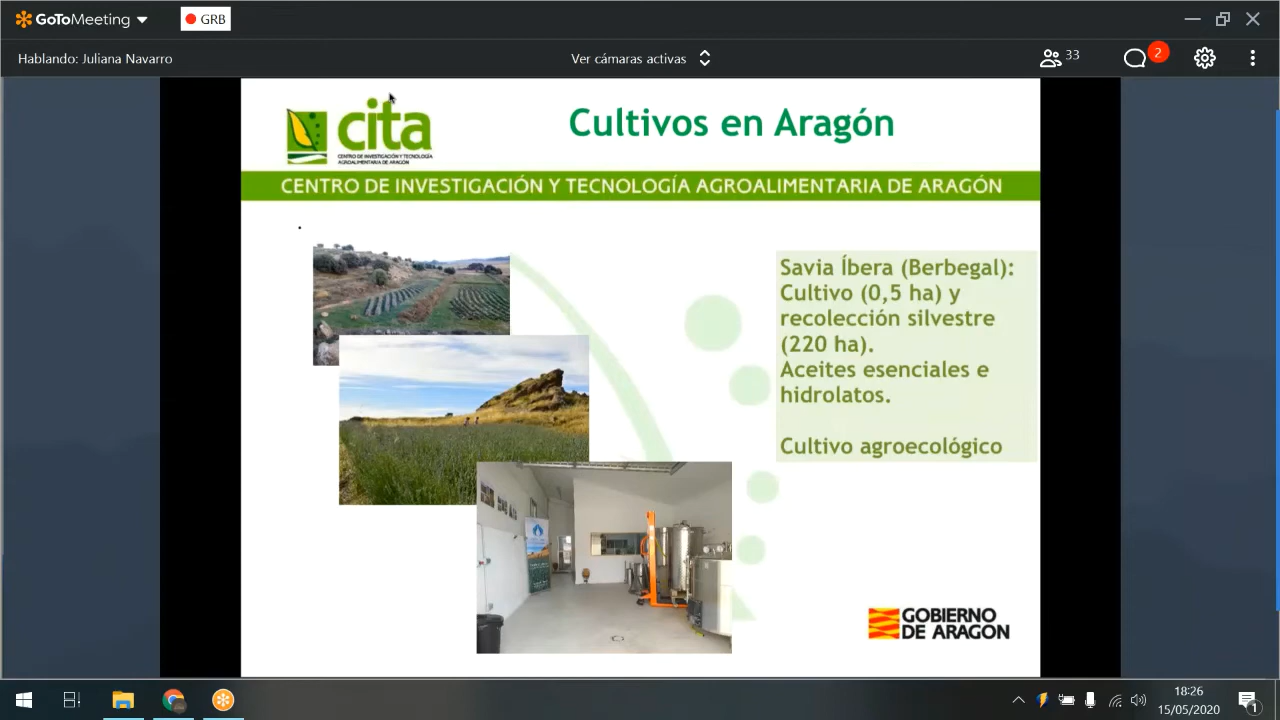 GoToMeeting
GRB
Hablando: Juliana Navarro
Ver cámaras activas
33
2
cita
CENTRO DE INVESTIGACIÓN Y TECNOLOGÍA
AGROALIMENTARIA DE ARAGÓN
Cultivos en Aragón
CENTRO DE INVESTIGACIÓN Y TECNOLOGÍA AGROALIMENTARIA DE ARAGÓN
.
Savia Íbera (Berbegal):
Cultivo (0,5 ha) y
recolección silvestre
(220 ha).
Aceites esenciales e
hidrolatos.
Cultivo agroecológico
GOBIERNO
DE ARAGON
18:26
15/05/2020
1